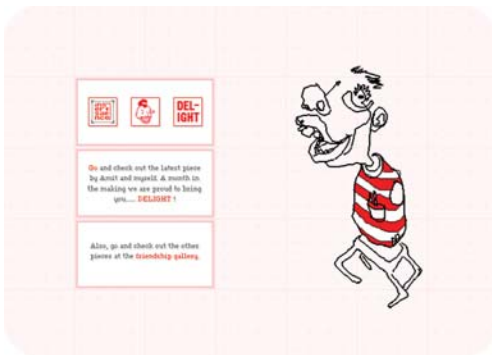 DEL-
IGHT
Go and check out the latest piece
by Amit and myself. A month in
the making we are proud to bring
you.... DELIGHT !
Also, go and check out the other
pieces at the friendship gallery.